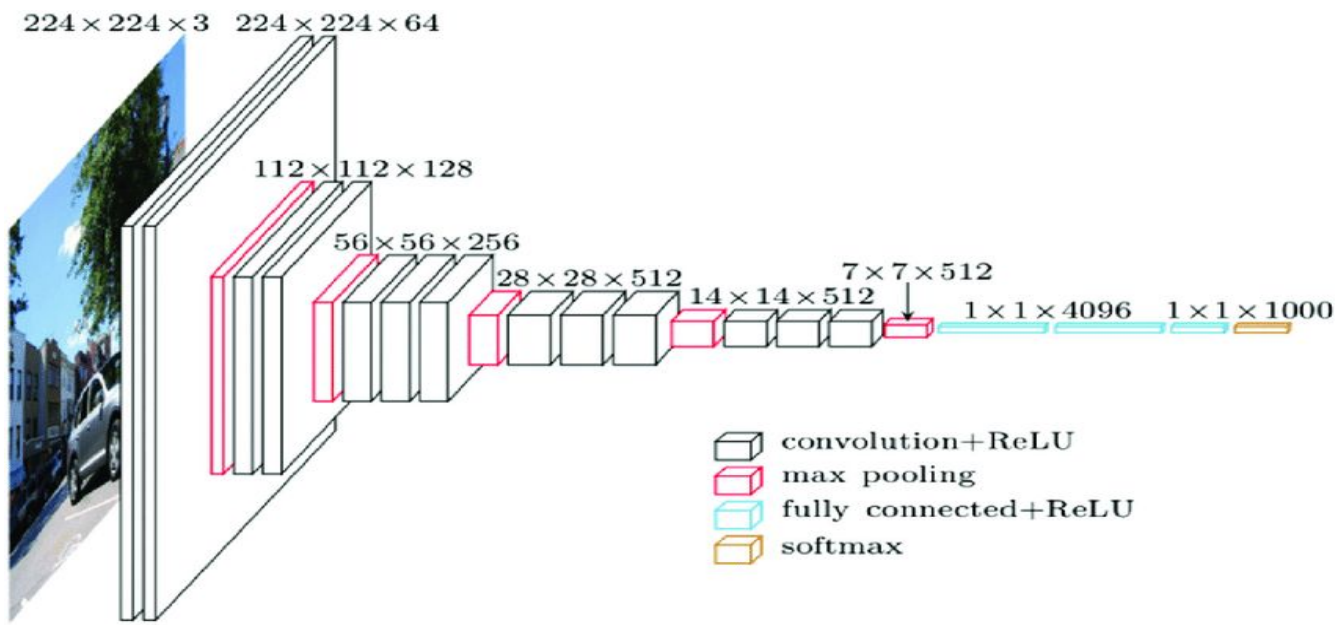 224 × 224 × 3
224 × 224 × 64
112 × 112 × 128
56 × 56 × 256
28 × 28 × 512
14 × 14 × 512
7 × 7 × 512
1 × 1 × 4096
1 × 1 × 1000
convolution+ReLU
max pooling
fully connected+ReLU
softmax